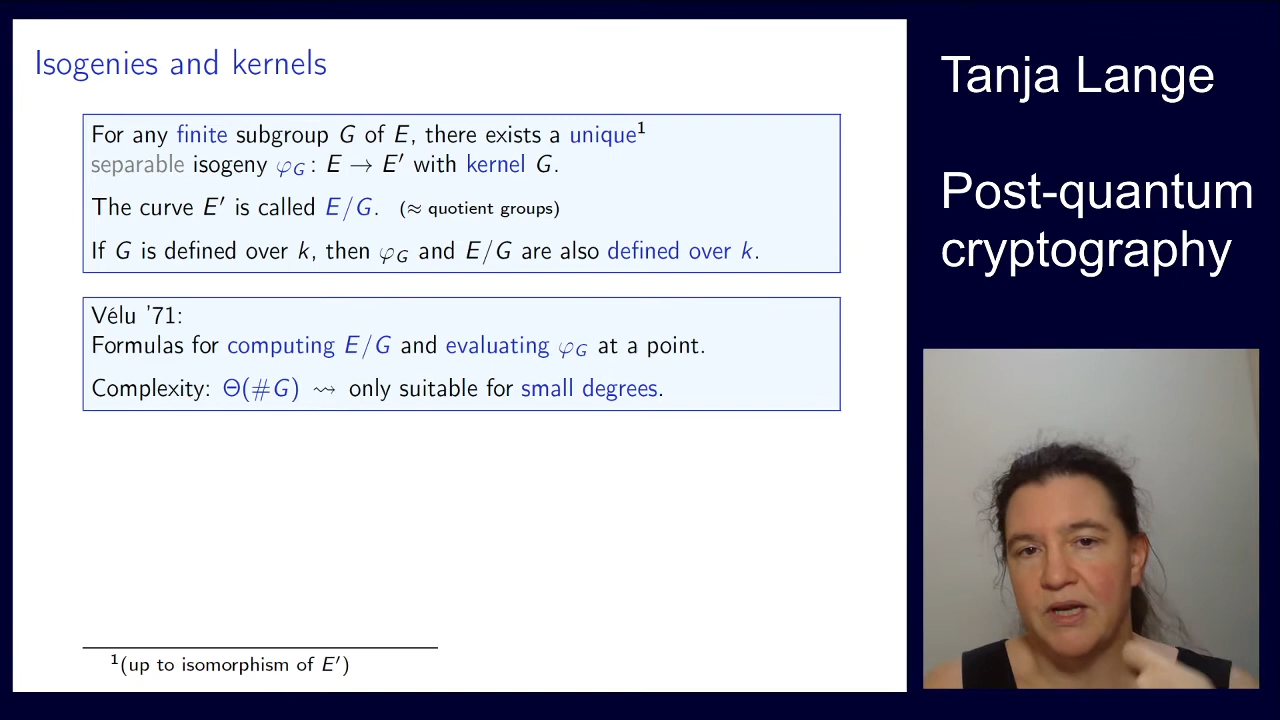 Isogenies and kernels
For any finite subgroup G of E, there exists a unique¹
separable isogeny φ_G : E → E′ with kernel G.
The curve E′ is called E/G. (≈ quotient groups)
If G is defined over k, then φ_G and E/G are also defined over k.
Vélu ’71:
Formulas for computing E/G and evaluating φ_G at a point.
Complexity: Θ(#G) ⇝ only suitable for small degrees.
¹(up to isomorphism of E′)
Tanja Lange
Post-quantum
cryptography